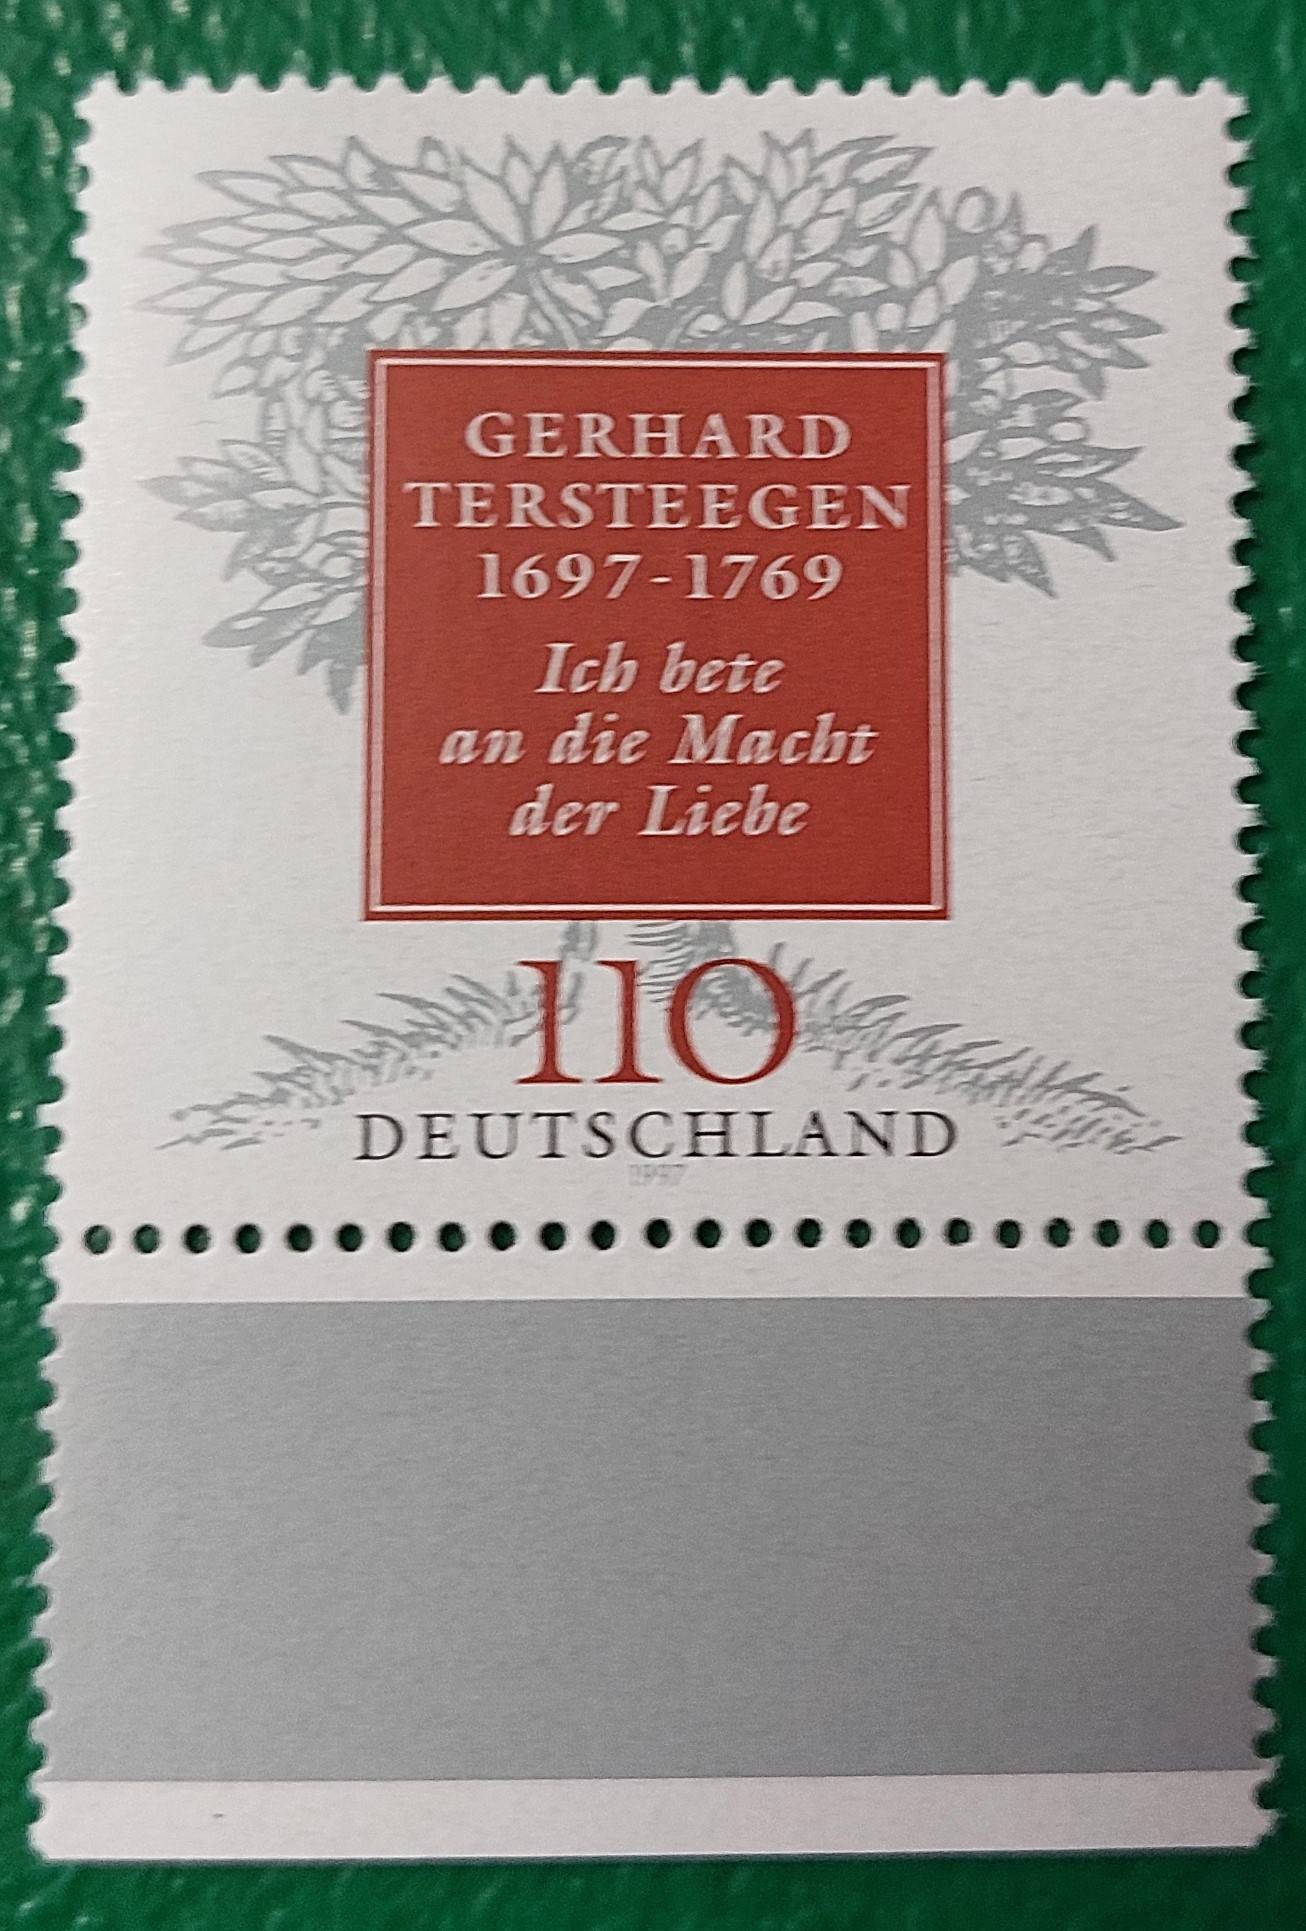 GERHARD
TERSTEEGEN
1697-1769
Ich bete
an die Macht
der Liebe
110
DEUTSCHLAND
1997